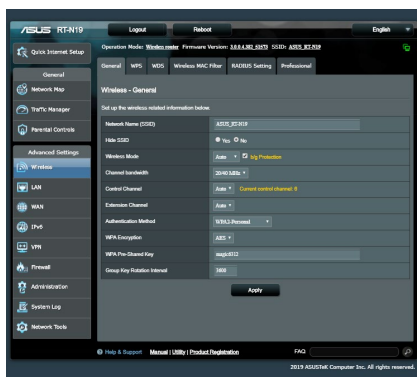 ASUS RT-N19 Logout Reboot English
Quick Internet Setup
Operation Mode: Wireless router Firmware Version: 3.0.0.4.382_51673 SSID: ASUS_RT-N19
General WPS WDS Wireless MAC Filter RADIUS Setting Professional
General
Network Map
Traffic Manager
Parental Controls
Advanced Settings
Wireless
LAN
WAN
IPv6
VPN
Firewall
Administration
System Log
Network Tools
Wireless - General
Set up the wireless related information below.
Network Name (SSID) ASUS_RT-N19
Hide SSID Yes No
Wireless Mode Auto b/g Protection
Channel bandwidth 20/40 MHz
Control Channel Auto Current control channel: 8
Extension Channel Auto
Authentication Method WPA2-Personal
WPA Encryption AES
WPA Pre-Shared Key
Group Key Rotation Interval 3600
Apply
Help & Support Manual | Utility | Product Registration FAQ
2019 ASUSTeK Computer Inc. All rights reserved.